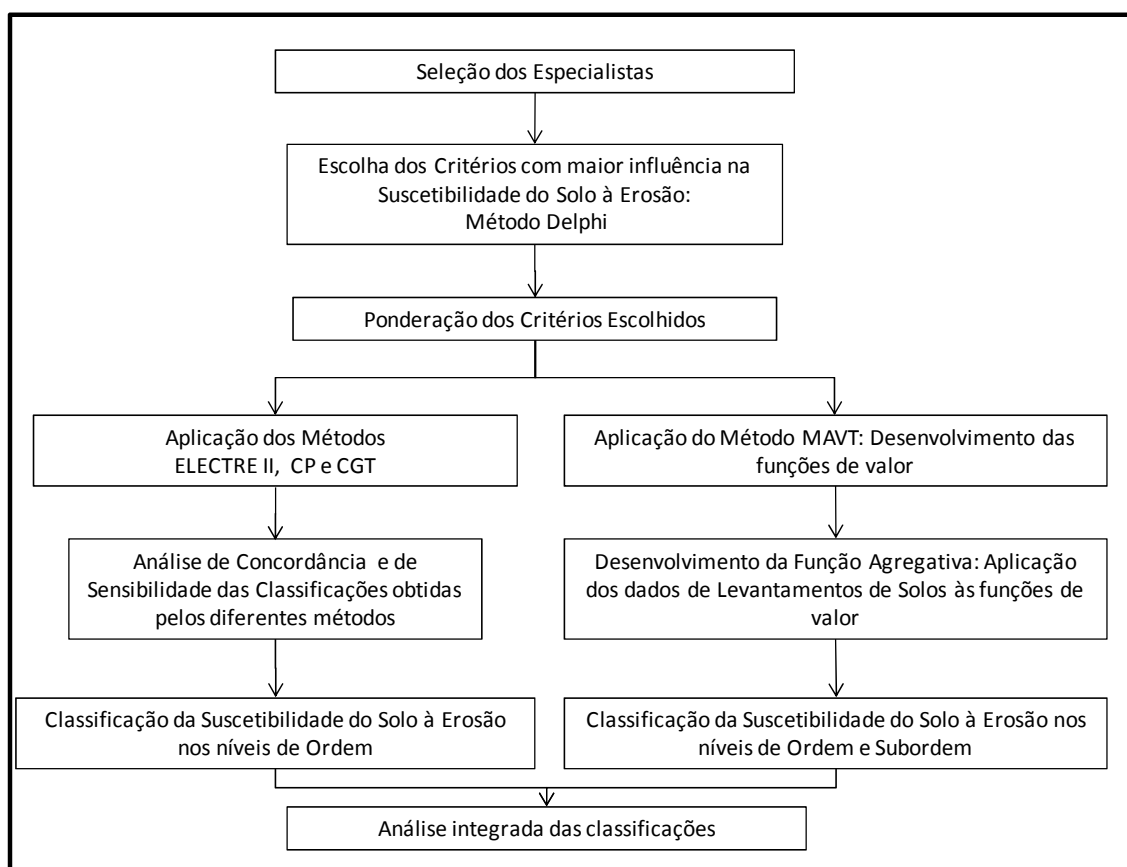 Seleção dos Especialistas
Escolha dos Critérios com maior influência na
Suscetibilidade do Solo à Erosão:
Método Delphi
Ponderação dos Critérios Escolhidos
Aplicação dos Métodos
ELECTRE II, CP e CGT
Aplicação do Método MAVT: Desenvolvimento das
funções de valor
Análise de Concordância e de
Sensibilidade das Classificações obtidas
pelos diferentes métodos
Desenvolvimento da Função Agregativa: Aplicação
dos dados de Levantamentos de Solos às funções de
valor
Classificação da Suscetibilidade do Solo à Erosão
nos níveis de Ordem
Classificação da Suscetibilidade do Solo à Erosão nos
níveis de Ordem e Subordem
Análise integrada das classificações